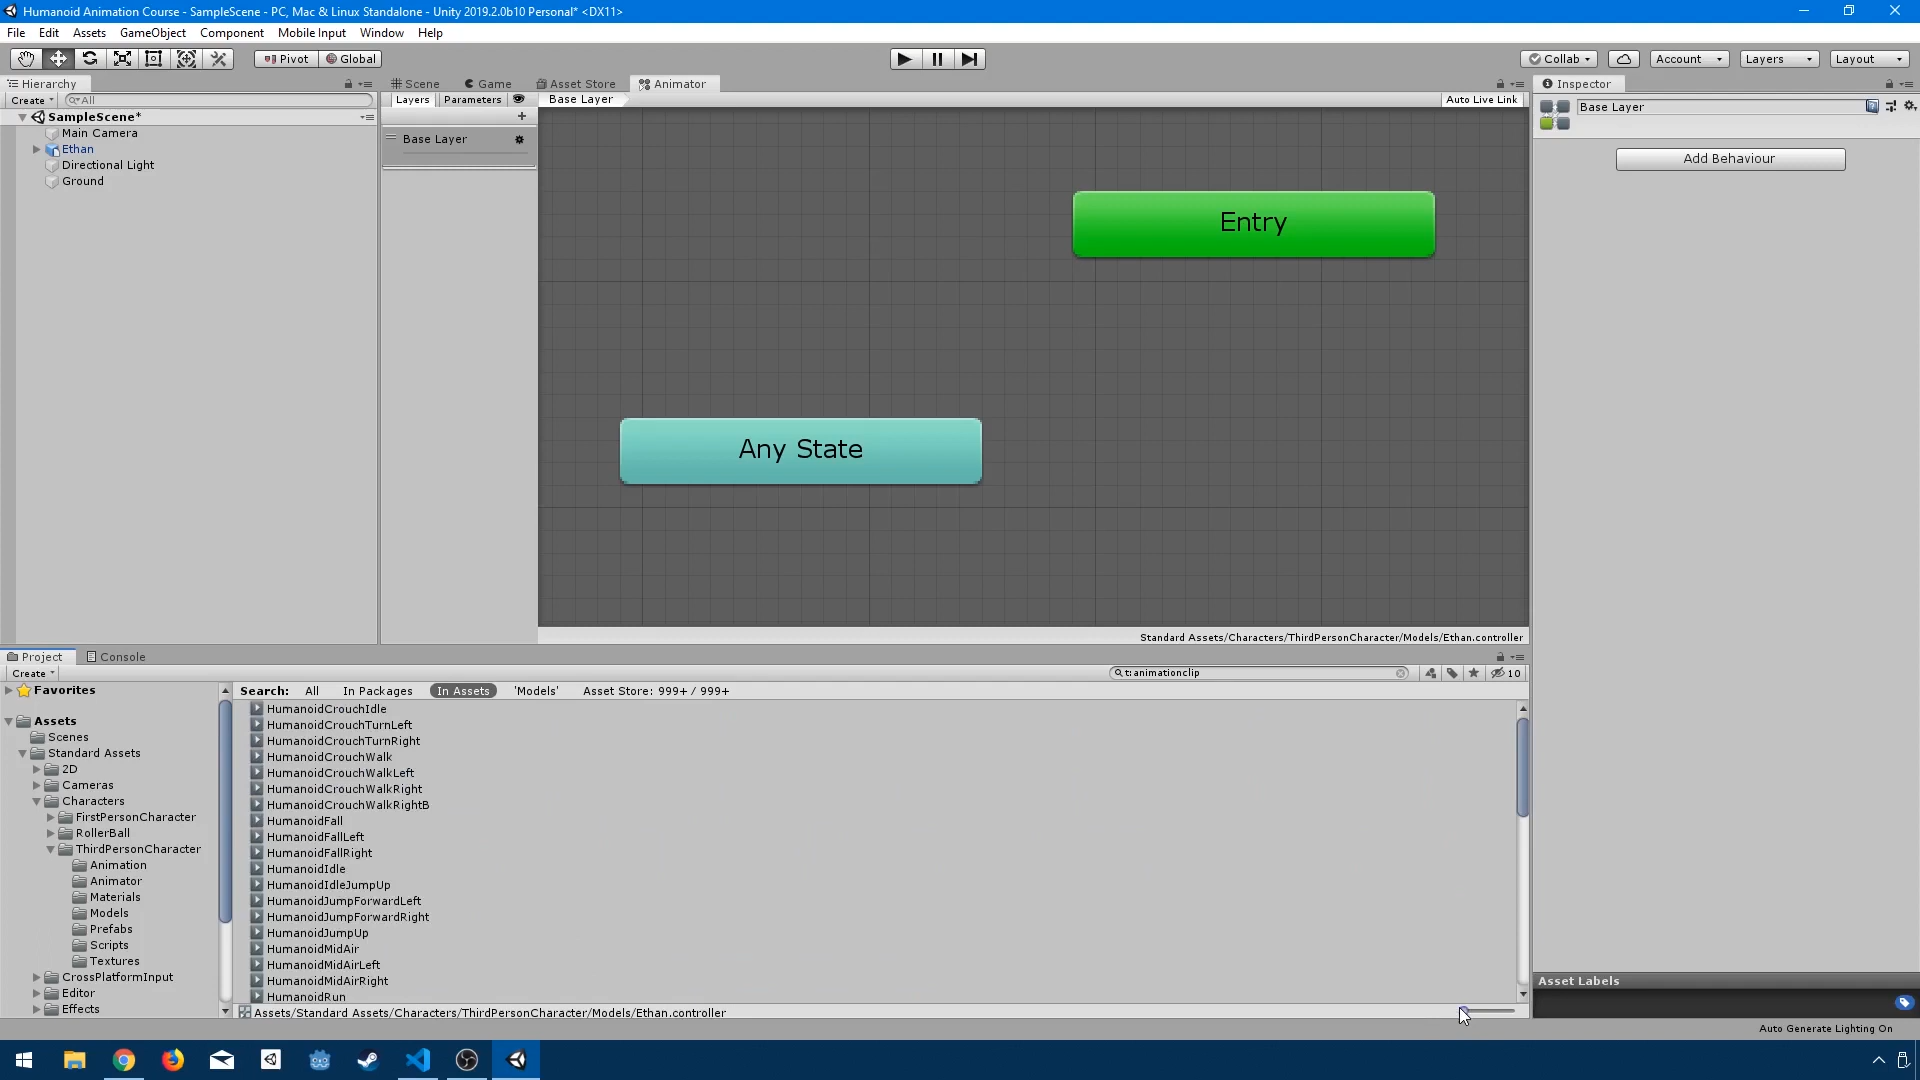 Humanoid Animation Course - SampleScene - PC, Mac & Linux Standalone - Unity 2019.2.0b10 Personal* <DX11>
File Edit Assets GameObject Component Mobile Input Window Help
Pivot Global Collab Account Layers Layout
Hierarchy
Create All
SampleScene*
Main Camera
Ethan
Directional Light
Ground
Scene Game Asset Store Animator
Layers Parameters Base Layer Auto Live Link
Base Layer
Entry
Any State
Standard Assets/Characters/ThirdPersonCharacter/Models/Ethan.controller
Inspector
Base Layer
Add Behaviour
Asset Labels
Project Console
Create t:animationclip 10
Favorites
Assets
Scenes
Standard Assets
2D
Cameras
Characters
FirstPersonCharacter
RollerBall
ThirdPersonCharacter
Animation
Animator
Materials
Models
Prefabs
Scripts
Textures
CrossPlatformInput
Editor
Effects
Search: All In Packages In Assets 'Models' Asset Store: 999+ / 999+
HumanoidCrouchIdle
HumanoidCrouchTurnLeft
HumanoidCrouchTurnRight
HumanoidCrouchWalk
HumanoidCrouchWalkLeft
HumanoidCrouchWalkRight
HumanoidCrouchWalkRightB
HumanoidFall
HumanoidFallLeft
HumanoidFallRight
HumanoidIdle
HumanoidIdleJumpUp
HumanoidJumpForwardLeft
HumanoidJumpForwardRight
HumanoidJumpUp
HumanoidMidAir
HumanoidMidAirLeft
HumanoidMidAirRight
HumanoidRun
Assets/Standard Assets/Characters/ThirdPersonCharacter/Models/Ethan.controller
Auto Generate Lighting On